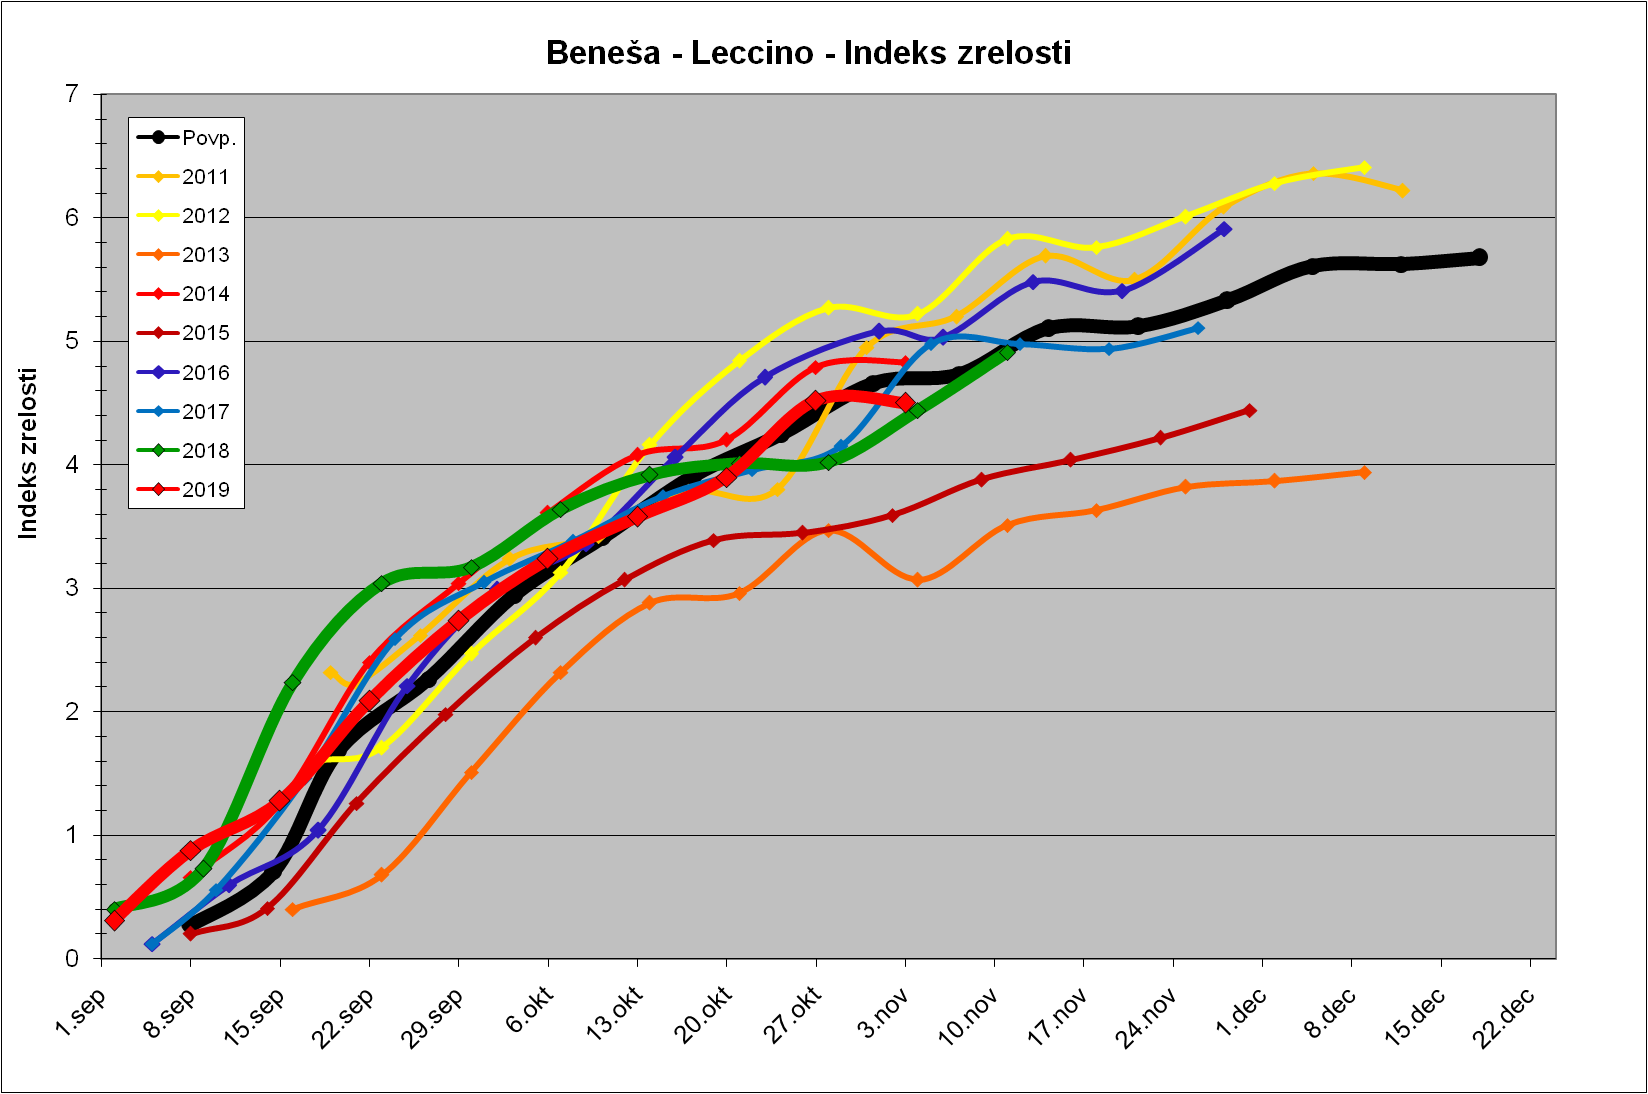 Beneša - Leccino - Indeks zrelosti
Indeks zrelosti
7
6
5
4
3
2
1
0
Povp.
2011
2012
2013
2014
2015
2016
2017
2018
2019
1.sep
8.sep
15.sep
22.sep
29.sep
6.okt
13.okt
20.okt
27.okt
3.nov
10.nov
17.nov
24.nov
1.dec
8.dec
15.dec
22.dec